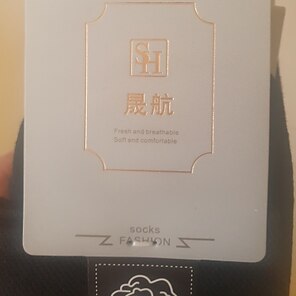 SH
晟航
Fresh and breathable
Soft and comfortable
socks
FASHION